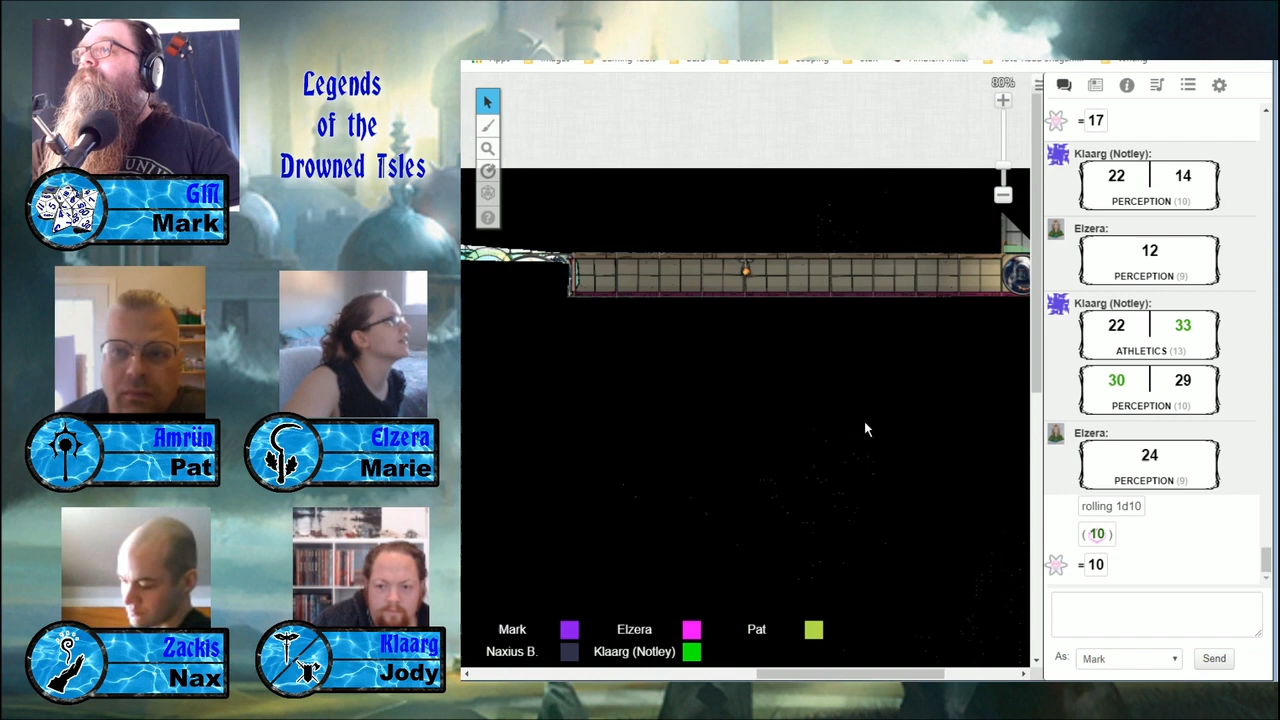 Legends
of the
Drowned Isles
GM
Mark
Amriin
Pat
Elzera
Marie
Zackis
Nax
Klaarg
Jody
80%
= 17
Klaarg (Notley):
22 14
PERCEPTION (10)
Elzera:
12
PERCEPTION (9)
Klaarg (Notley):
22 33
ATHLETICS (13)
30 29
PERCEPTION (10)
Elzera:
24
PERCEPTION (9)
rolling 1d10
( 10 )
= 10
As: Mark Send
Mark Elzera Pat
Naxius B. Klaarg (Notley)